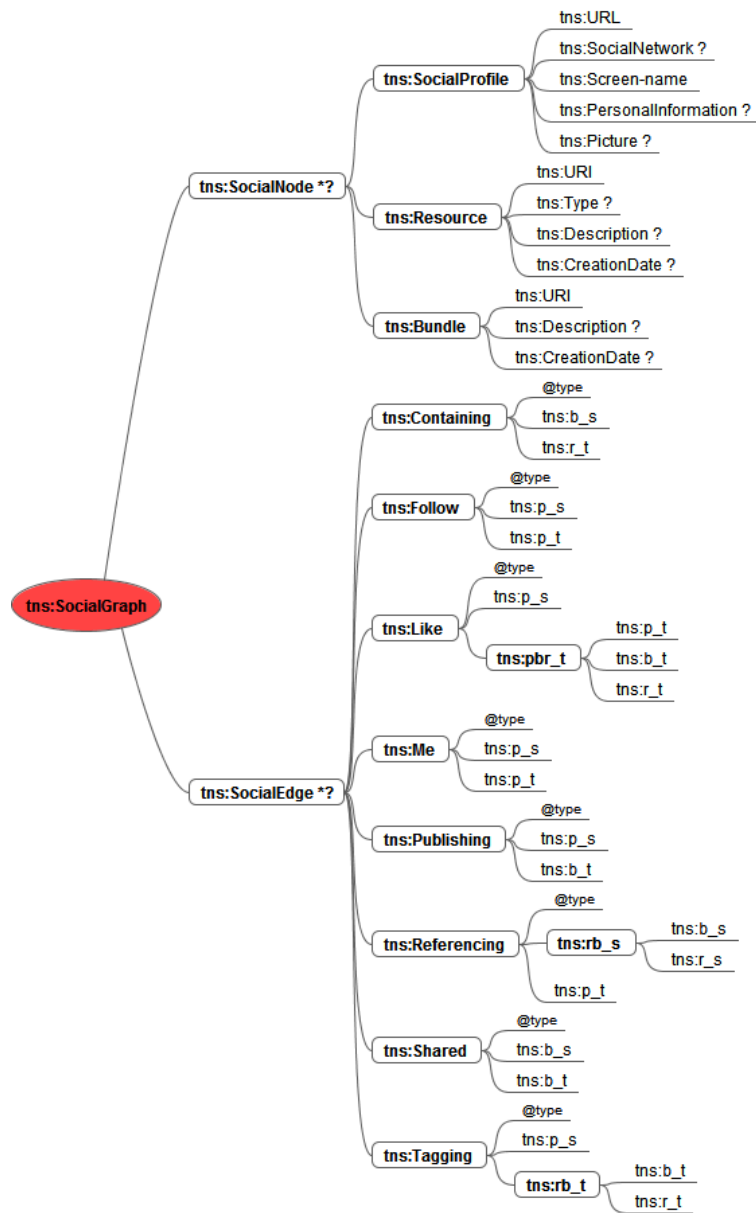 tns:SocialGraph
tns:SocialNode *?
tns:SocialProfile
tns:URL
tns:SocialNetwork ?
tns:Screen-name
tns:PersonalInformation ?
tns:Picture ?
tns:Resource
tns:URI
tns:Type ?
tns:Description ?
tns:CreationDate ?
tns:Bundle
tns:URI
tns:Description ?
tns:CreationDate ?
tns:SocialEdge *?
tns:Containing
@type
tns:b_s
tns:r_t
tns:Follow
@type
tns:p_s
tns:p_t
tns:Like
@type
tns:p_s
tns:pbr_t
tns:p_t
tns:b_t
tns:r_t
tns:Me
@type
tns:p_s
tns:p_t
tns:Publishing
@type
tns:p_s
tns:b_t
tns:Referencing
@type
tns:rb_s
tns:b_s
tns:r_s
tns:p_t
tns:Shared
@type
tns:b_s
tns:b_t
tns:Tagging
@type
tns:p_s
tns:rb_t
tns:b_t
tns:r_t